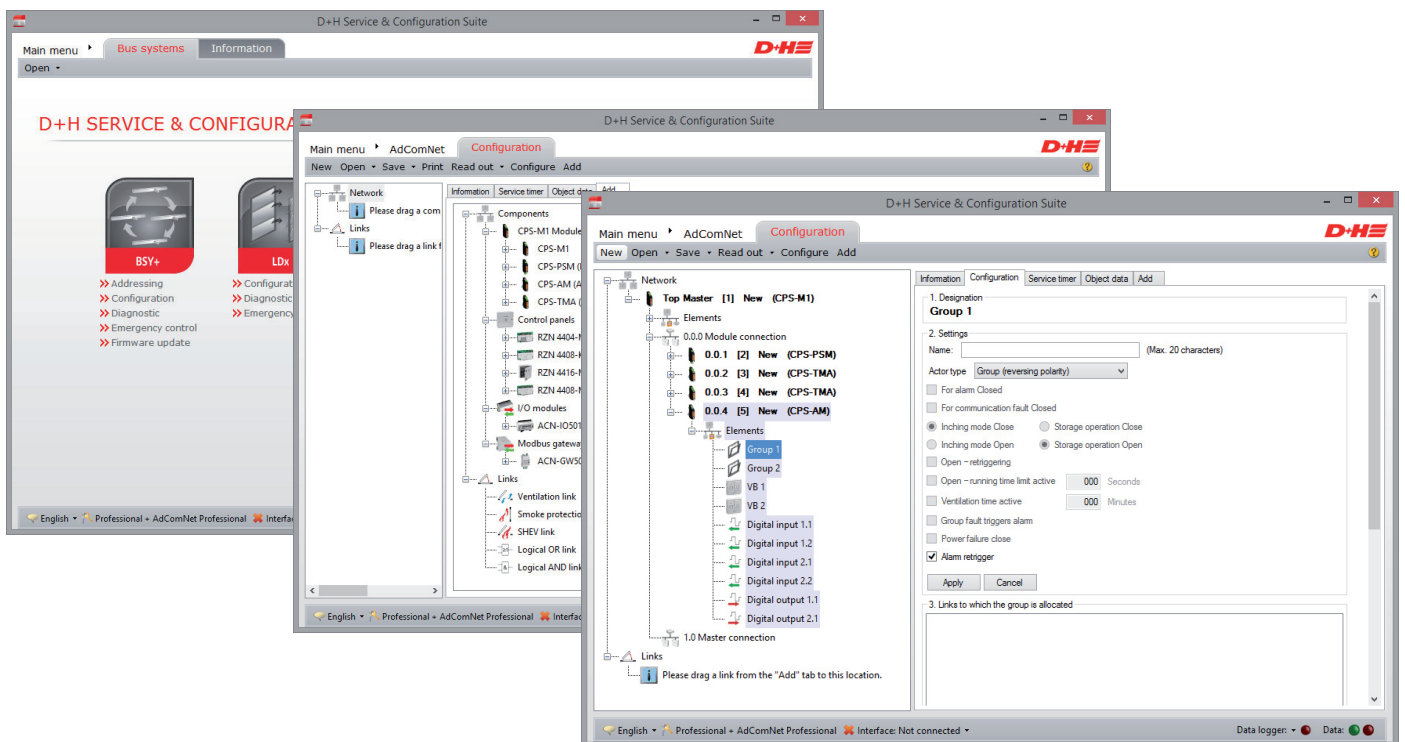 D+H Service & Configuration Suite
Main menu Bus systems Information
D+H
Open
D+H SERVICE & CONFIGURA
BSY+
Addressing
Configuration
Diagnostic
Emergency control
Firmware update
LDx
Configurat
Diagnostic
Emergency
English Professional + AdComNet Professional Interfa
D+H Service & Configuration Suite
Main menu AdComNet Configuration
D+H
New Open Save Print Read out Configure Add
Network
Please drag a com
Links
Please drag a link f
Information Service timer Object data Add
Components
CPS-M1 Module
CPS-M1
CPS-PSM (
CPS-AM (A
CPS-TMA (
Control panels
RZN 4404-M
RZN 4408-K
RZN 4416-M
RZN 4408-M
I/O modules
ACN-IO501
Modbus gateway
ACN-GW50
Links
Ventilation link
Smoke protectio
SHEV link
Logical OR link
Logical AND link
English Professional + AdComNet Professional Interfac
D+H Service & Configuration Suite
Main menu AdComNet Configuration
D+H
New Open Save Read out Configure Add
Network
Top Master [1] New (CPS-M1)
Elements
0.0.0 Module connection
0.0.1 [2] New (CPS-PSM)
0.0.2 [3] New (CPS-TMA)
0.0.3 [4] New (CPS-TMA)
0.0.4 [5] New (CPS-AM)
Elements
Group 1
Group 2
VB 1
VB 2
Digital input 1.1
Digital input 1.2
Digital input 2.1
Digital input 2.2
Digital output 1.1
Digital output 2.1
1.0 Master connection
Links
Please drag a link from the "Add" tab to this location.
Information Configuration Service timer Object data Add
1. Designation
Group 1
2. Settings
Name: (Max. 20 characters)
Actor type Group (reversing polarity)
For alarm Closed
For communication fault Closed
Inching mode Close Storage operation Close
Inching mode Open Storage operation Open
Open – retriggering
Open – running time limit active 000 Seconds
Ventilation time active 000 Minutes
Group fault triggers alarm
Power failure close
Alarm retrigger
Apply Cancel
3. Links to which the group is allocated
English Professional + AdComNet Professional Interface: Not connected Data logger: Data: